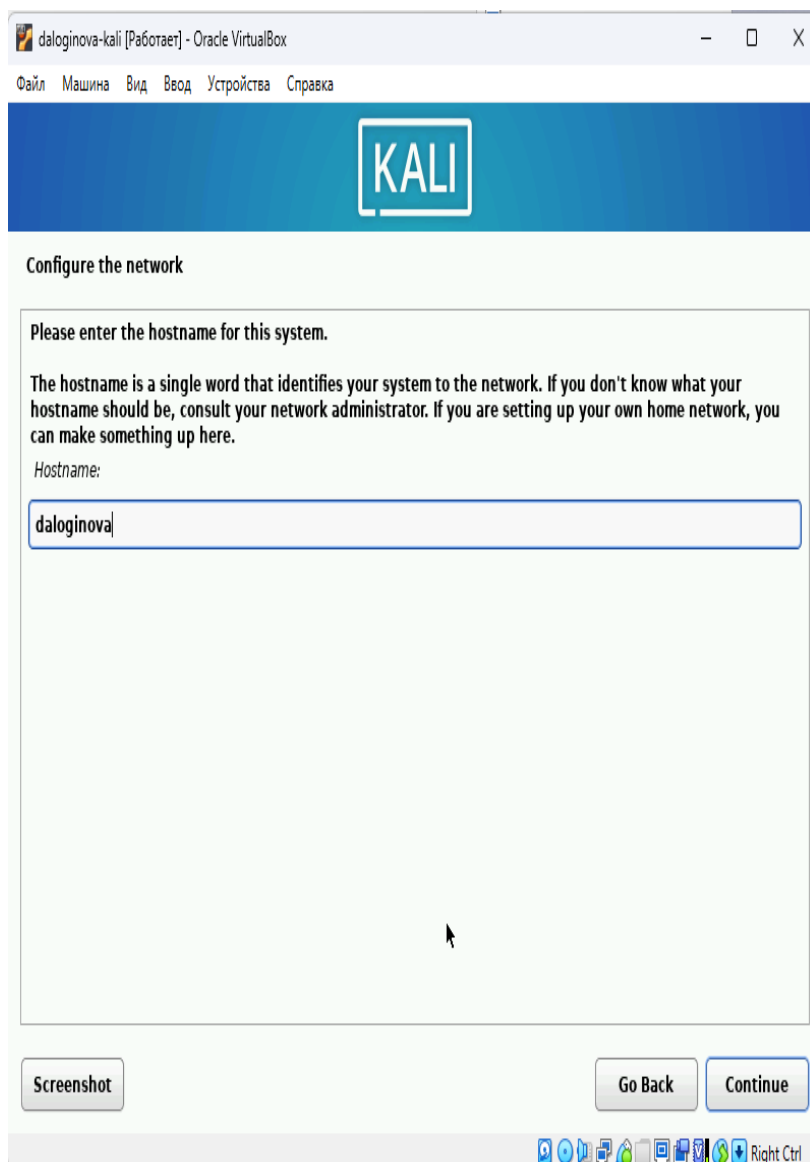 daloginova-kali [Работает] - Oracle VirtualBox
Файл Машина Вид Ввод Устройства Справка
KALI
Configure the network
Please enter the hostname for this system.
The hostname is a single word that identifies your system to the network. If you don't know what your
hostname should be, consult your network administrator. If you are setting up your own home network, you
can make something up here.
Hostname:
daloginova
Screenshot
Go Back
Continue
Right Ctrl